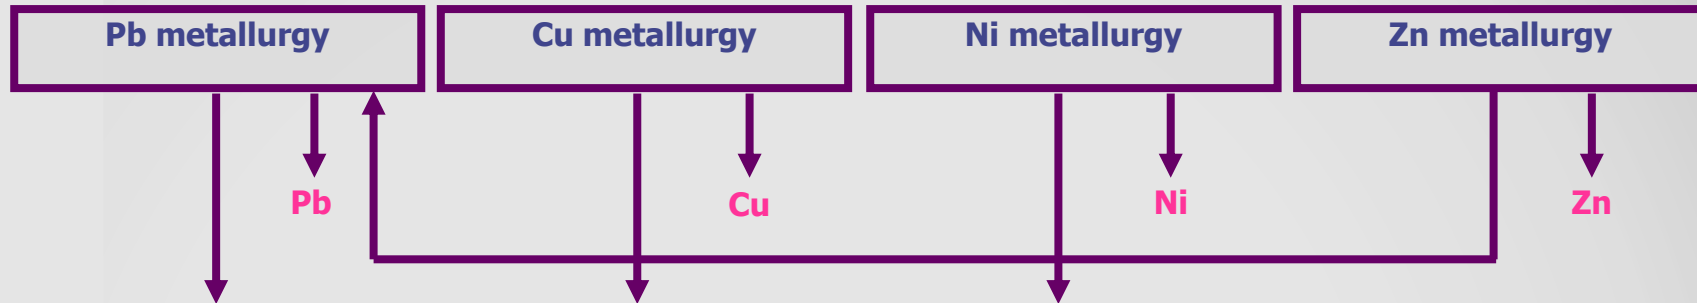 Pb metallurgy
Cu metallurgy
Ni metallurgy
Zn metallurgy
Pb
Cu
Ni
Zn